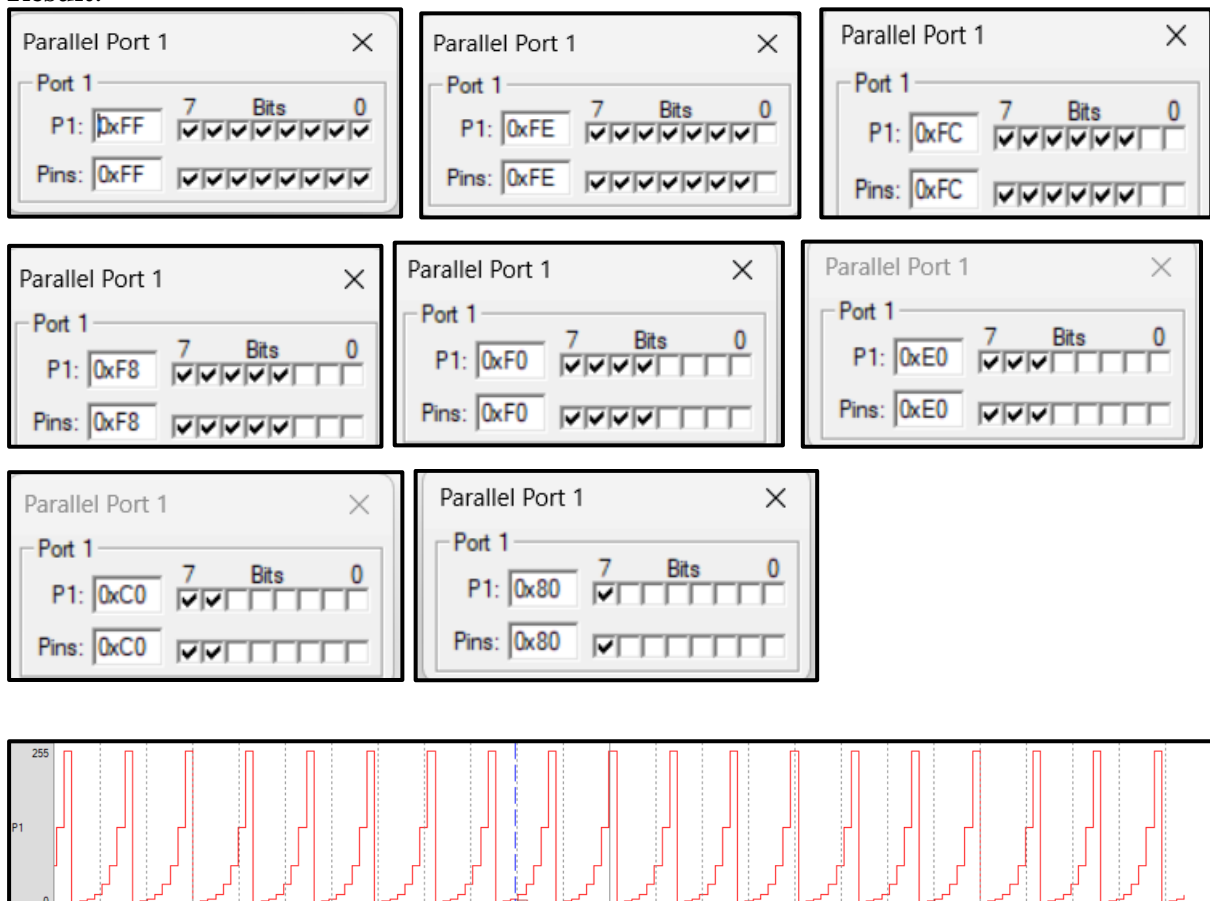 Result:
Parallel Port 1
Port 1
7 Bits 0
P1: 0xFF
Pins: 0xFF
Parallel Port 1
Port 1
7 Bits 0
P1: 0xFE
Pins: 0xFE
Parallel Port 1
Port 1
7 Bits 0
P1: 0xFC
Pins: 0xFC
Parallel Port 1
Port 1
7 Bits 0
P1: 0xF8
Pins: 0xF8
Parallel Port 1
Port 1
7 Bits 0
P1: 0xF0
Pins: 0xF0
Parallel Port 1
Port 1
7 Bits 0
P1: 0xE0
Pins: 0xE0
Parallel Port 1
Port 1
7 Bits 0
P1: 0xC0
Pins: 0xC0
Parallel Port 1
Port 1
7 Bits 0
P1: 0x80
Pins: 0x80
255
P1
0